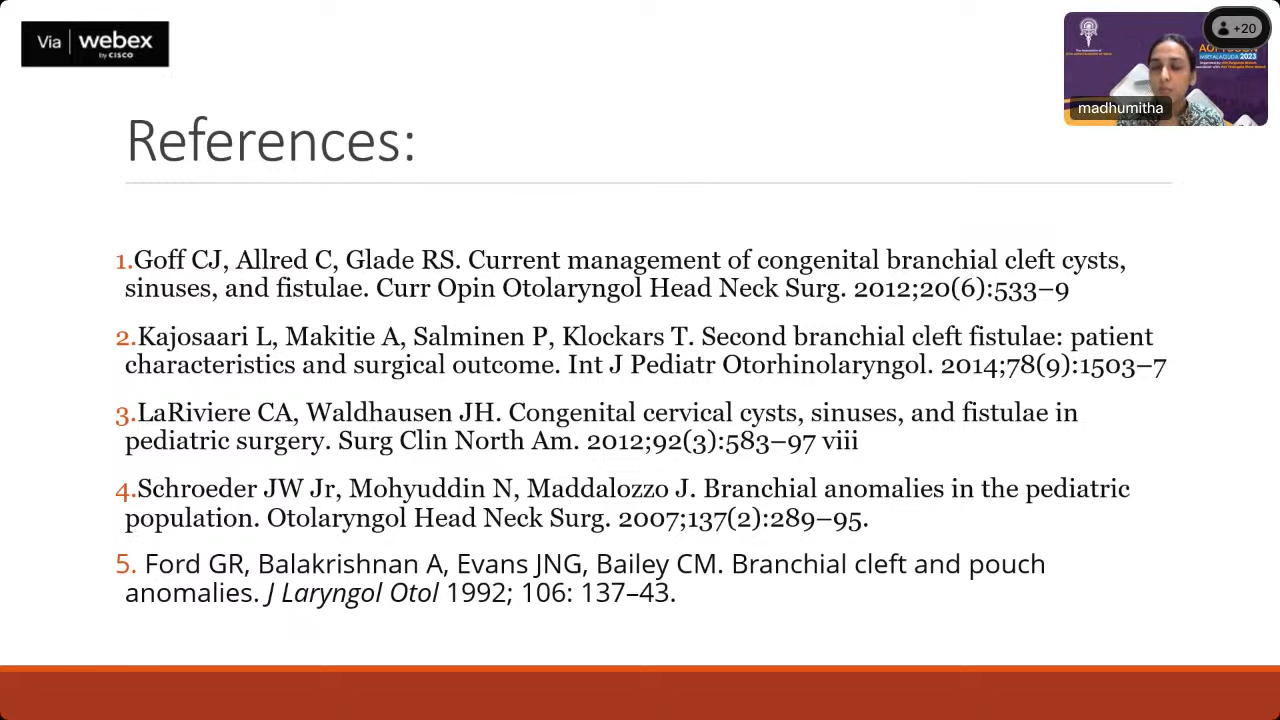 Via webex
by CISCO
+20
MIRYALAGUDA 2023
madhumitha
References:
1.Goff CJ, Allred C, Glade RS. Current management of congenital branchial cleft cysts,
sinuses, and fistulae. Curr Opin Otolaryngol Head Neck Surg. 2012;20(6):533–9
2.Kajosaari L, Makitie A, Salminen P, Klockars T. Second branchial cleft fistulae: patient
characteristics and surgical outcome. Int J Pediatr Otorhinolaryngol. 2014;78(9):1503–7
3.LaRiviere CA, Waldhausen JH. Congenital cervical cysts, sinuses, and fistulae in
pediatric surgery. Surg Clin North Am. 2012;92(3):583–97 viii
4.Schroeder JW Jr, Mohyuddin N, Maddalozzo J. Branchial anomalies in the pediatric
population. Otolaryngol Head Neck Surg. 2007;137(2):289–95.
5. Ford GR, Balakrishnan A, Evans JNG, Bailey CM. Branchial cleft and pouch
anomalies. J Laryngol Otol 1992; 106: 137–43.